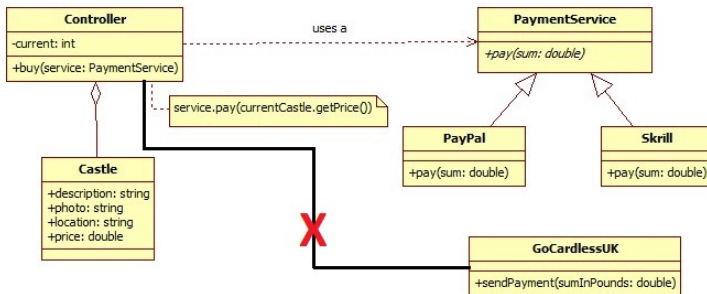 Controller
-current: int
+buy(service: PaymentService)
uses a
PaymentService
+pay(sum: double)
service.pay(currentCastle.getPrice())
PayPal
+pay(sum: double)
Skrill
+pay(sum: double)
Castle
+description: string
+photo: string
+location: string
+price: double
X
GoCardlessUK
+sendPayment(sumInPounds: double)